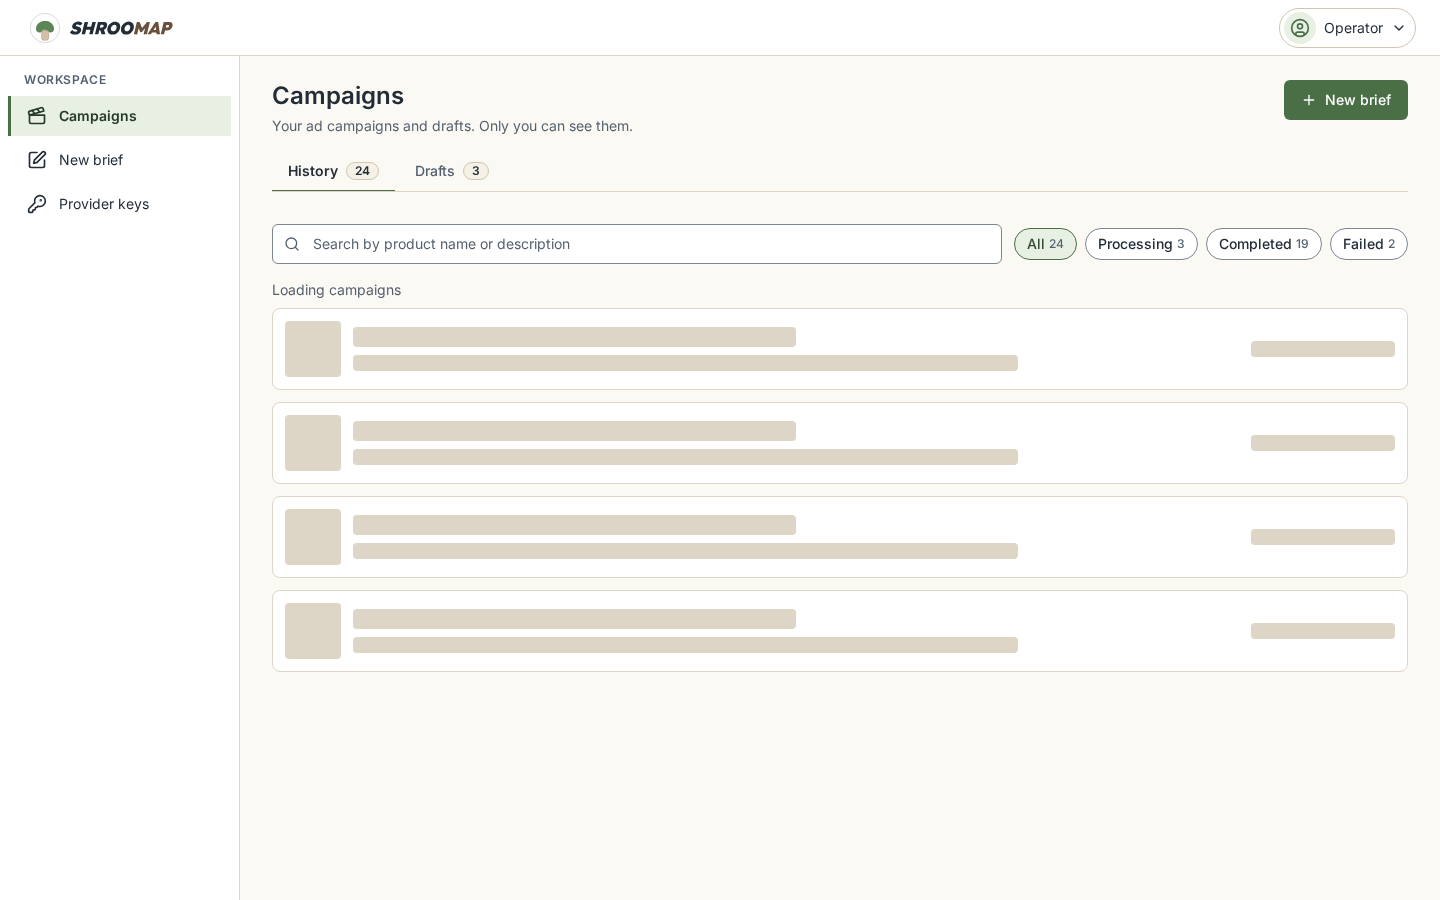 SHROOMAP
Operator
WORKSPACE
Campaigns
New brief
Provider keys
Campaigns
Your ad campaigns and drafts. Only you can see them.
New brief
History 24
Drafts 3
Search by product name or description
All 24
Processing 3
Completed 19
Failed 2
Loading campaigns